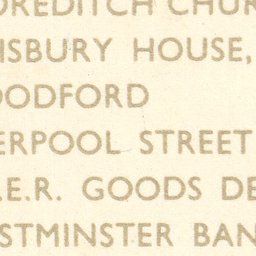 OREDITCH CHUR
ISBURY HOUSE,
OODFORD
ERPOOL STREET
.E.R. GOODS DE
STMINSTER BAN